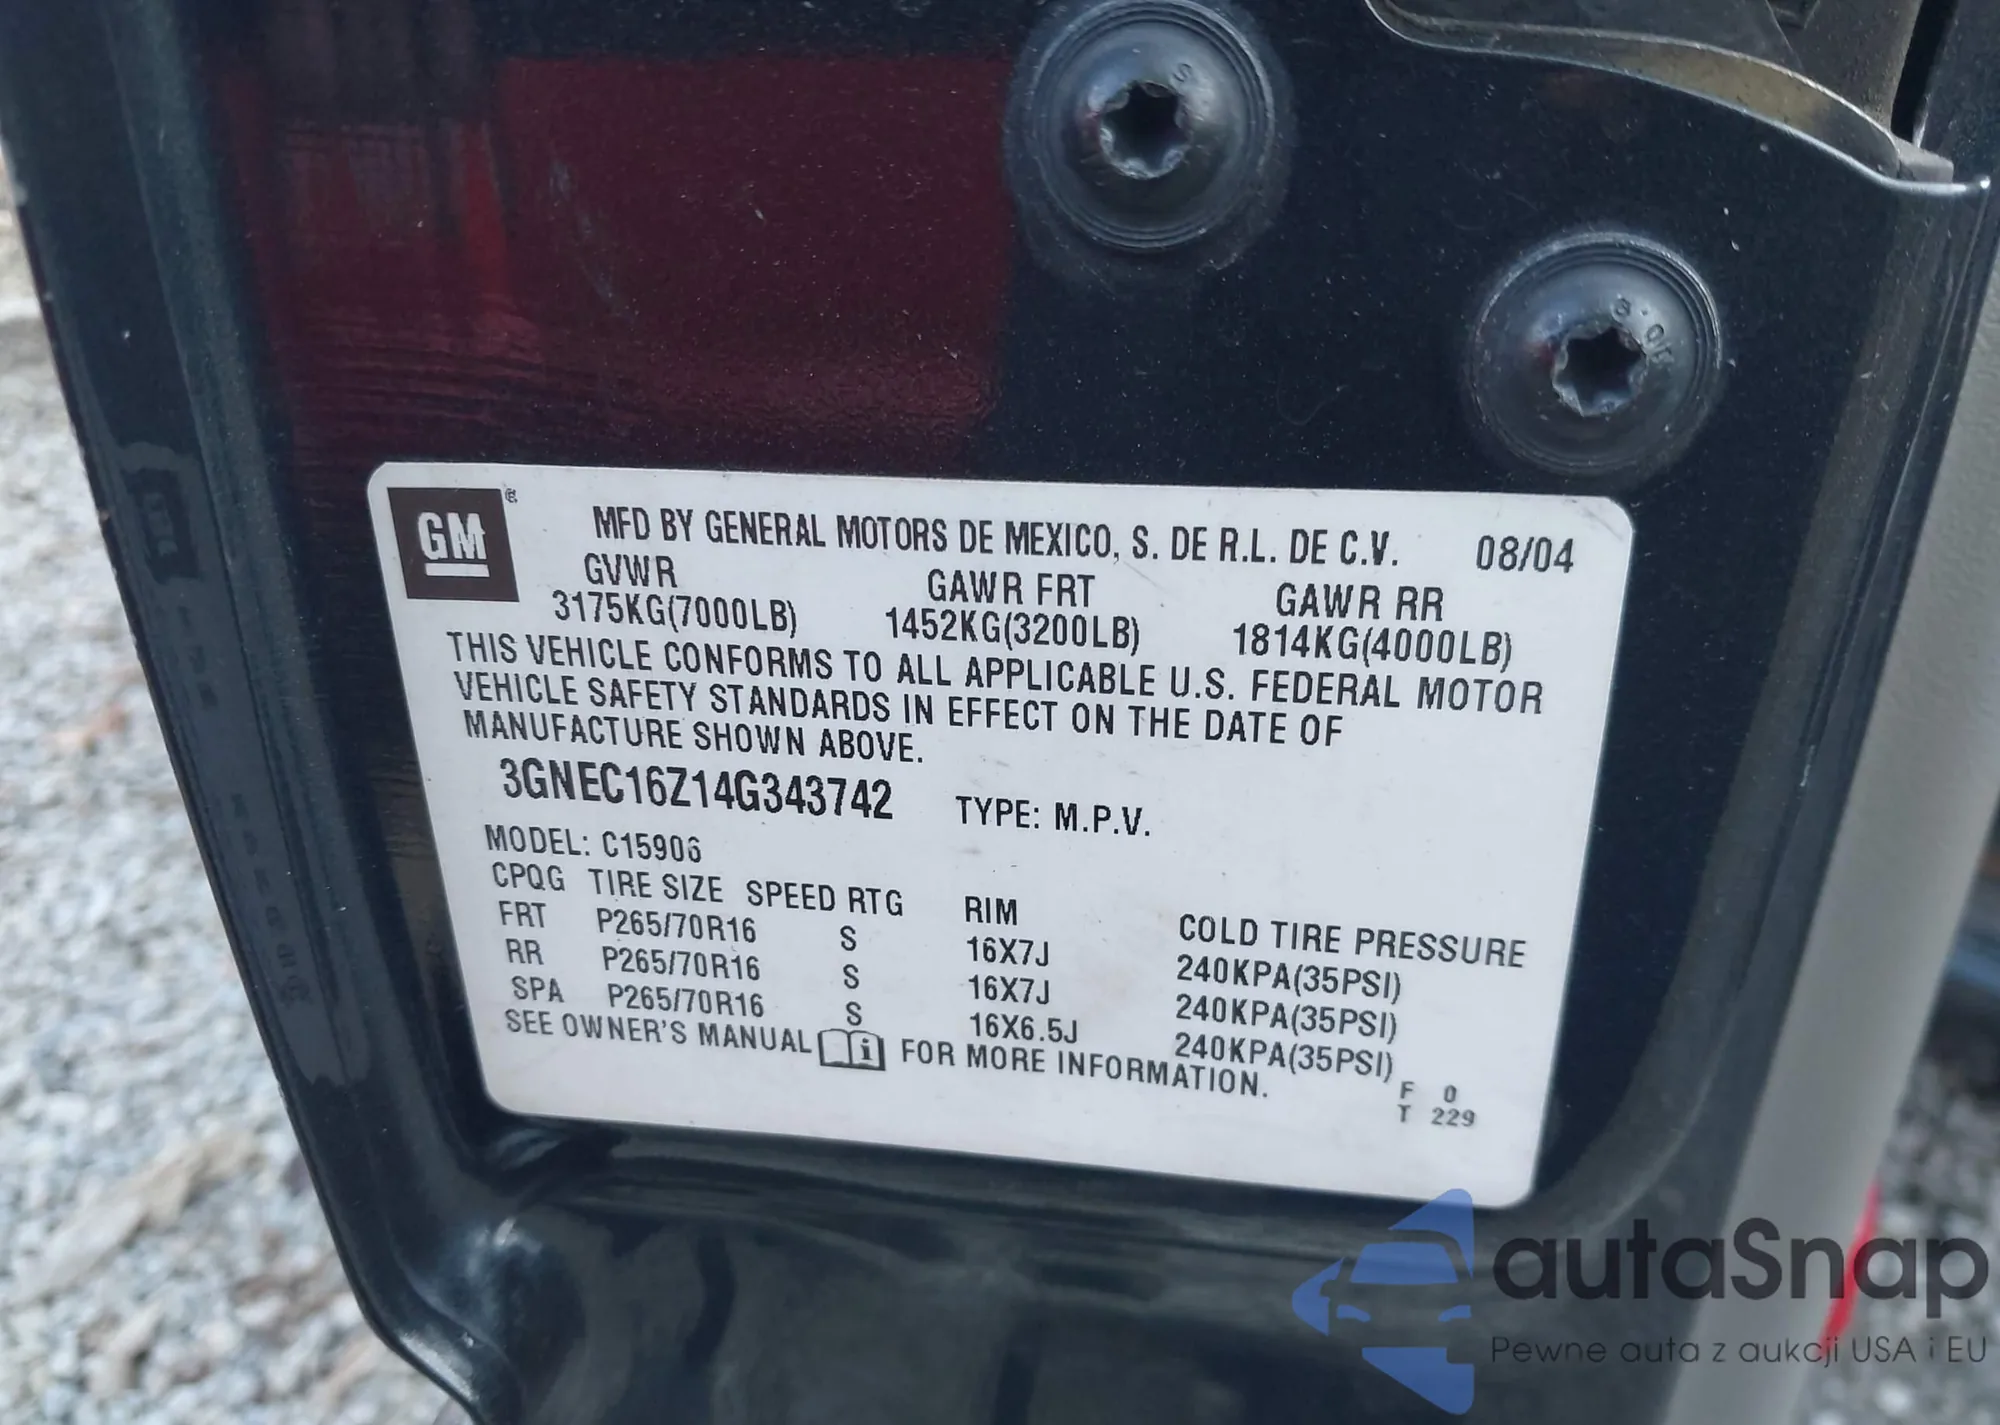 GM
MFD BY GENERAL MOTORS DE MEXICO, S. DE R.L. DE C.V. 08/04
GVWR GAWR FRT GAWR RR
3175KG(7000LB) 1452KG(3200LB) 1814KG(4000LB)
THIS VEHICLE CONFORMS TO ALL APPLICABLE U.S. FEDERAL MOTOR
VEHICLE SAFETY STANDARDS IN EFFECT ON THE DATE OF
MANUFACTURE SHOWN ABOVE.
3GNEC16Z14G343742 TYPE: M.P.V.
MODEL: C15906
CPQG TIRE SIZE SPEED RTG RIM COLD TIRE PRESSURE
FRT P265/70R16 S 16X7J 240KPA(35PSI)
RR P265/70R16 S 16X7J 240KPA(35PSI)
SPA P265/70R16 S 16X6.5J 240KPA(35PSI)
SEE OWNER'S MANUAL i FOR MORE INFORMATION.
F 0
T 229
autaSnap
Pewne auta z aukcji USA i EU